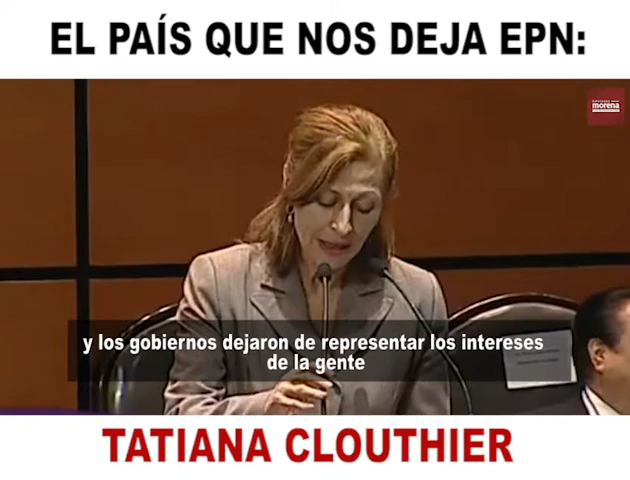 EL PAÍS QUE NOS DEJA EPN:
morena
y los gobiernos dejaron de representar los intereses
de la gente
TATIANA CLOUTHIER